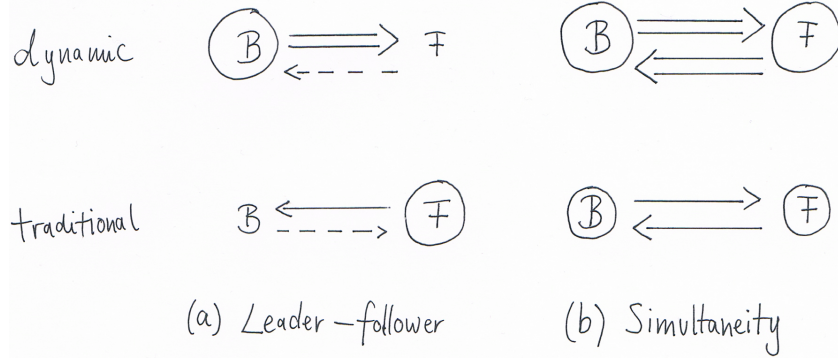 dynamic B F B F
traditional B F B F
(a) Leader-follower (b) Simultaneity